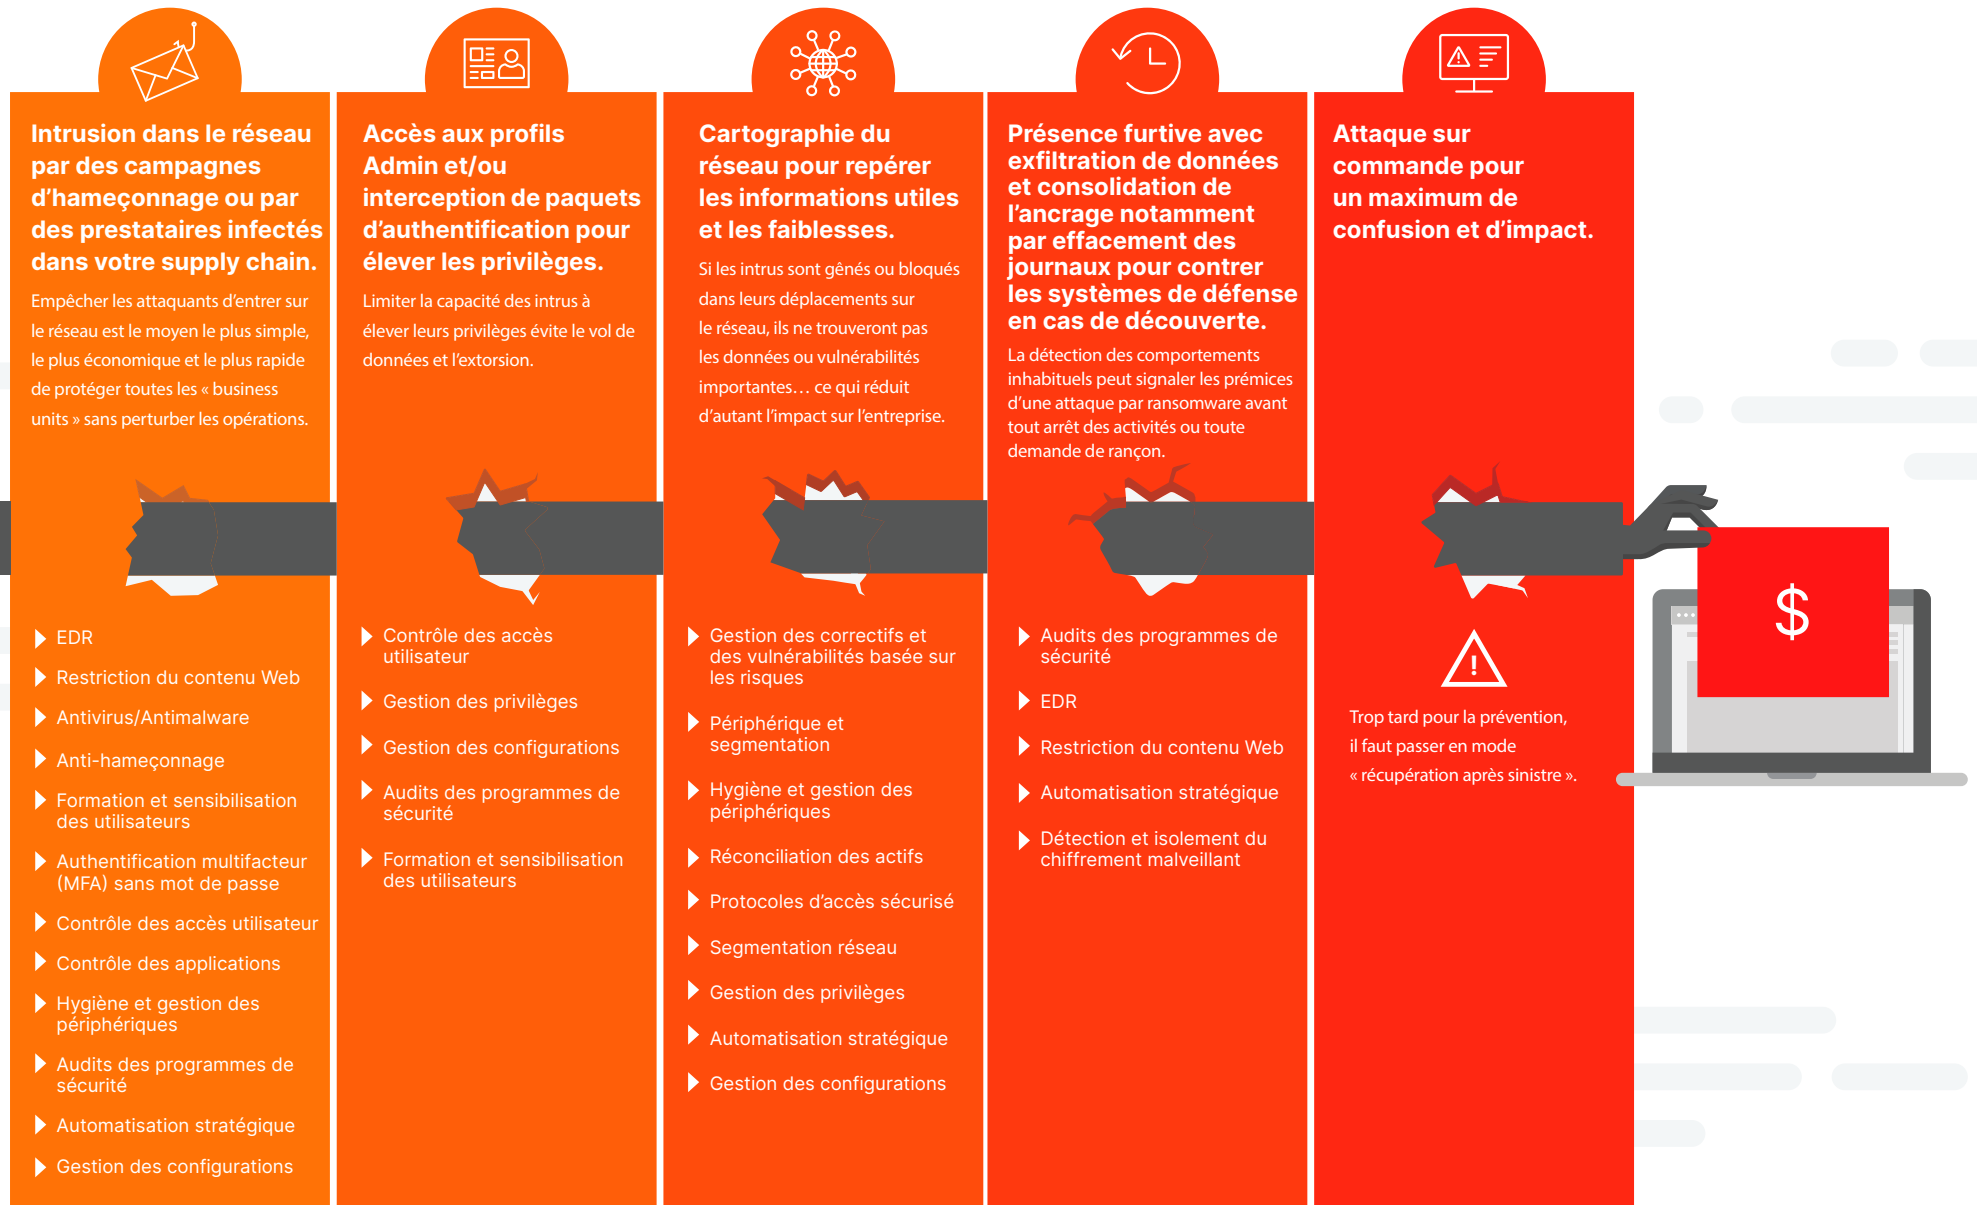 Intrusion dans le réseau
par des campagnes
d'hameçonnage ou par
des prestataires infectés
dans votre supply chain.
Empêcher les attaquants d'entrer sur
le réseau est le moyen le plus simple,
le plus économique et le plus rapide
de protéger toutes les « business
units » sans perturber les opérations.
EDR
Restriction du contenu Web
Antivirus/Antimalware
Anti-hameçonnage
Formation et sensibilisation
des utilisateurs
Authentification multifacteur
(MFA) sans mot de passe
Contrôle des accès utilisateur
Contrôle des applications
Hygiène et gestion des
périphériques
Audits des programmes de
sécurité
Automatisation stratégique
Gestion des configurations
Accès aux profils
Admin et/ou
interception de paquets
d'authentification pour
élever les privilèges.
Limiter la capacité des intrus à
élever leurs privilèges évite le vol de
données et l'extorsion.
Contrôle des accès
utilisateur
Gestion des privilèges
Gestion des configurations
Audits des programmes de
sécurité
Formation et sensibilisation
des utilisateurs
Cartographie du
réseau pour repérer
les informations utiles
et les faiblesses.
Si les intrus sont gênés ou bloqués
dans leurs déplacements sur
le réseau, ils ne trouveront pas
les données ou vulnérabilités
importantes… ce qui réduit
d'autant l'impact sur l'entreprise.
Gestion des correctifs et
des vulnérabilités basée sur
les risques
Périphérique et
segmentation
Hygiène et gestion des
périphériques
Réconciliation des actifs
Protocoles d'accès sécurisé
Segmentation réseau
Gestion des privilèges
Automatisation stratégique
Gestion des configurations
Présence furtive avec
exfiltration de données
et consolidation de
l'ancrage notamment
par effacement des
journaux pour contrer
les systèmes de défense
en cas de découverte.
La détection des comportements
inhabituels peut signaler les prémices
d'une attaque par ransomware avant
tout arrêt des activités ou toute
demande de rançon.
Audits des programmes de
sécurité
EDR
Restriction du contenu Web
Automatisation stratégique
Détection et isolement du
chiffrement malveillant
Attaque sur
commande pour
un maximum de
confusion et d'impact.
Trop tard pour la prévention,
il faut passer en mode
« récupération après sinistre ».
$